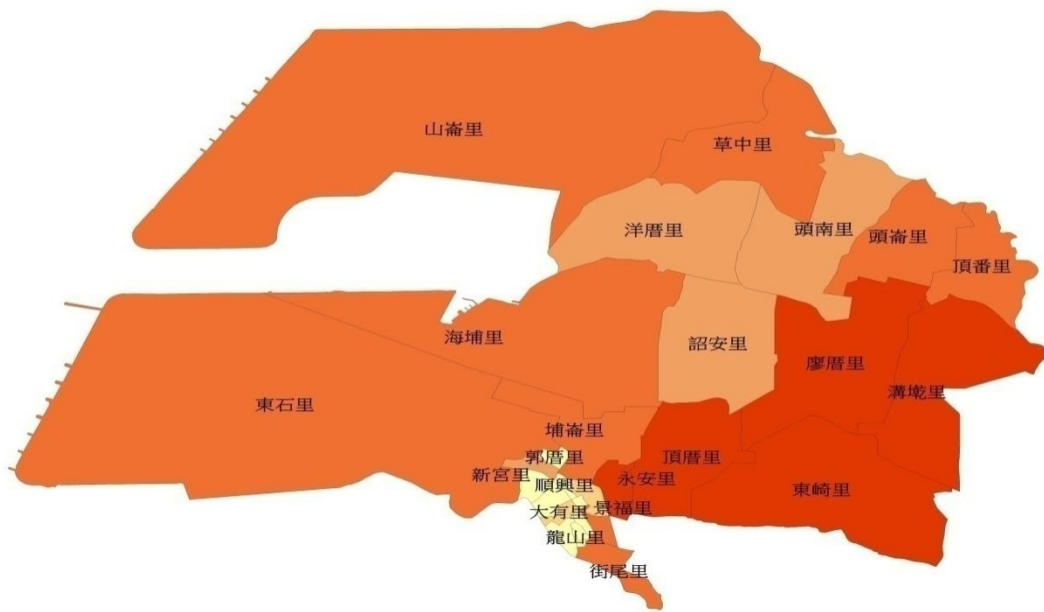 山崙里
草中里
洋厝里
頭南里
頭崙里
頂番里
海埔里
詔安里
廖厝里
溝墘里
東石里
埔崙里
郭厝里
頂厝里
新宮里
順興里
永安里
東崎里
大有里
景福里
龍山里
街尾里